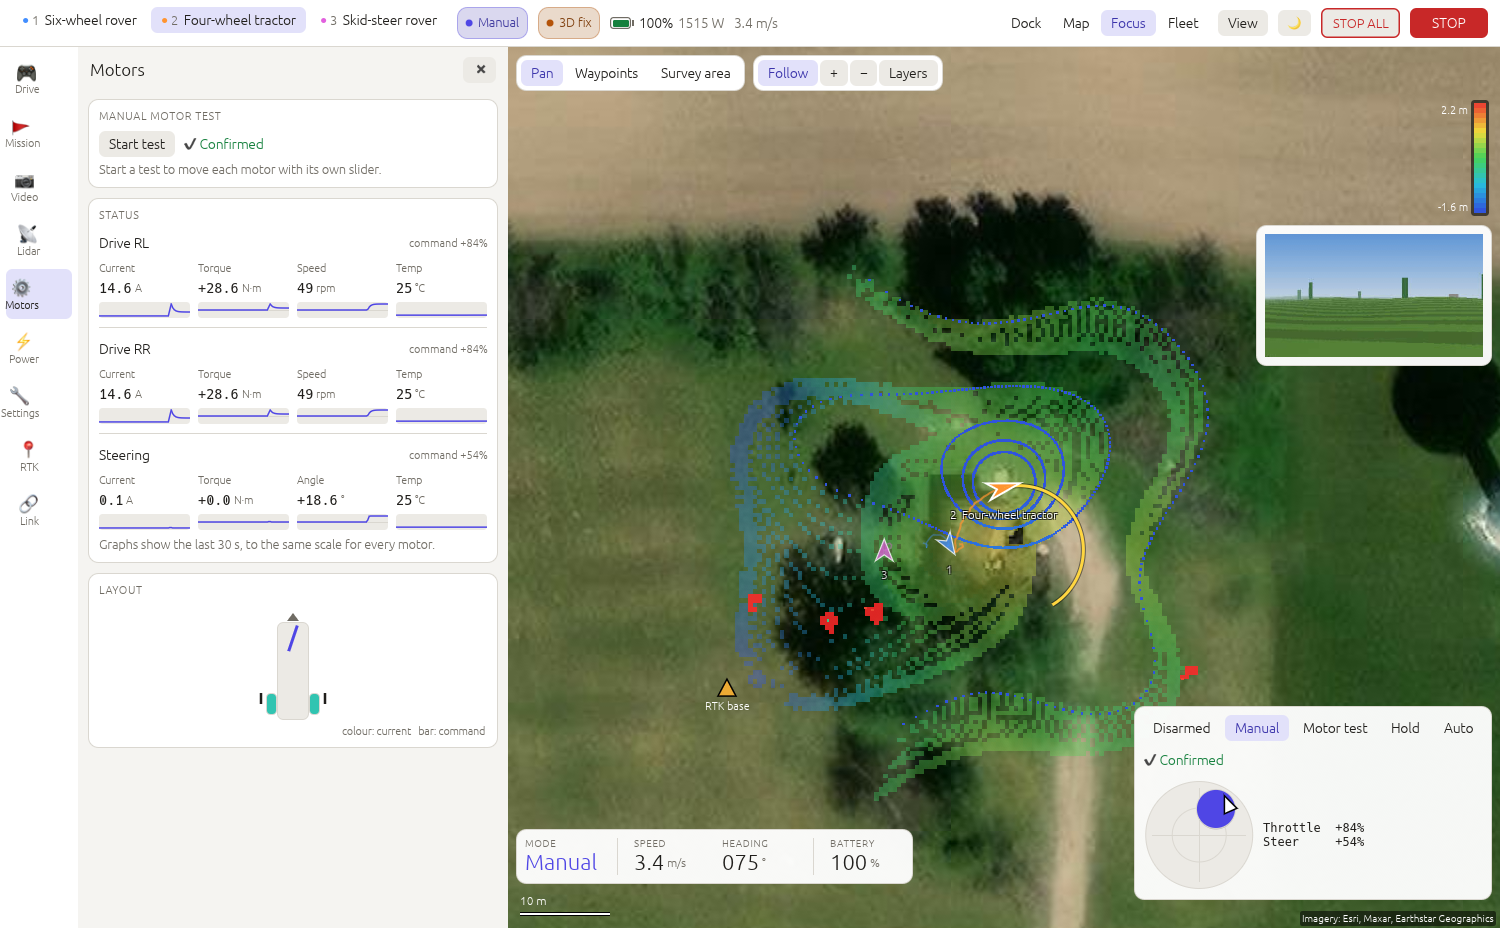 1 Six-wheel rover
2 Four-wheel tractor
3 Skid-steer rover
Manual
3D fix
100% 1515 W 3.4 m/s
Dock
Map
Focus
Fleet
View
STOP ALL
STOP
Drive
Mission
Video
Lidar
Motors
Power
Settings
RTK
Link
Motors
MANUAL MOTOR TEST
Start test
✔ Confirmed
Start a test to move each motor with its own slider.
STATUS
Drive RL
command +84%
Current Torque Speed Temp
14.6 A +28.6 N·m 49 rpm 25 °C
Drive RR
command +84%
Current Torque Speed Temp
14.6 A +28.6 N·m 49 rpm 25 °C
Steering
command +54%
Current Torque Angle Temp
0.1 A +0.0 N·m +18.6 ° 25 °C
Graphs show the last 30 s, to the same scale for every motor.
LAYOUT
colour: current bar: command
Pan
Waypoints
Survey area
Follow
+
−
Layers
2.2 m
-1.6 m
2 Four-wheel tractor
1
3
RTK base
Disarmed
Manual
Motor test
Hold
Auto
✔ Confirmed
Throttle +84%
Steer +54%
MODE
Manual
SPEED
3.4 m/s
HEADING
075 °
BATTERY
100 %
10 m
Imagery: Esri, Maxar, Earthstar Geographics